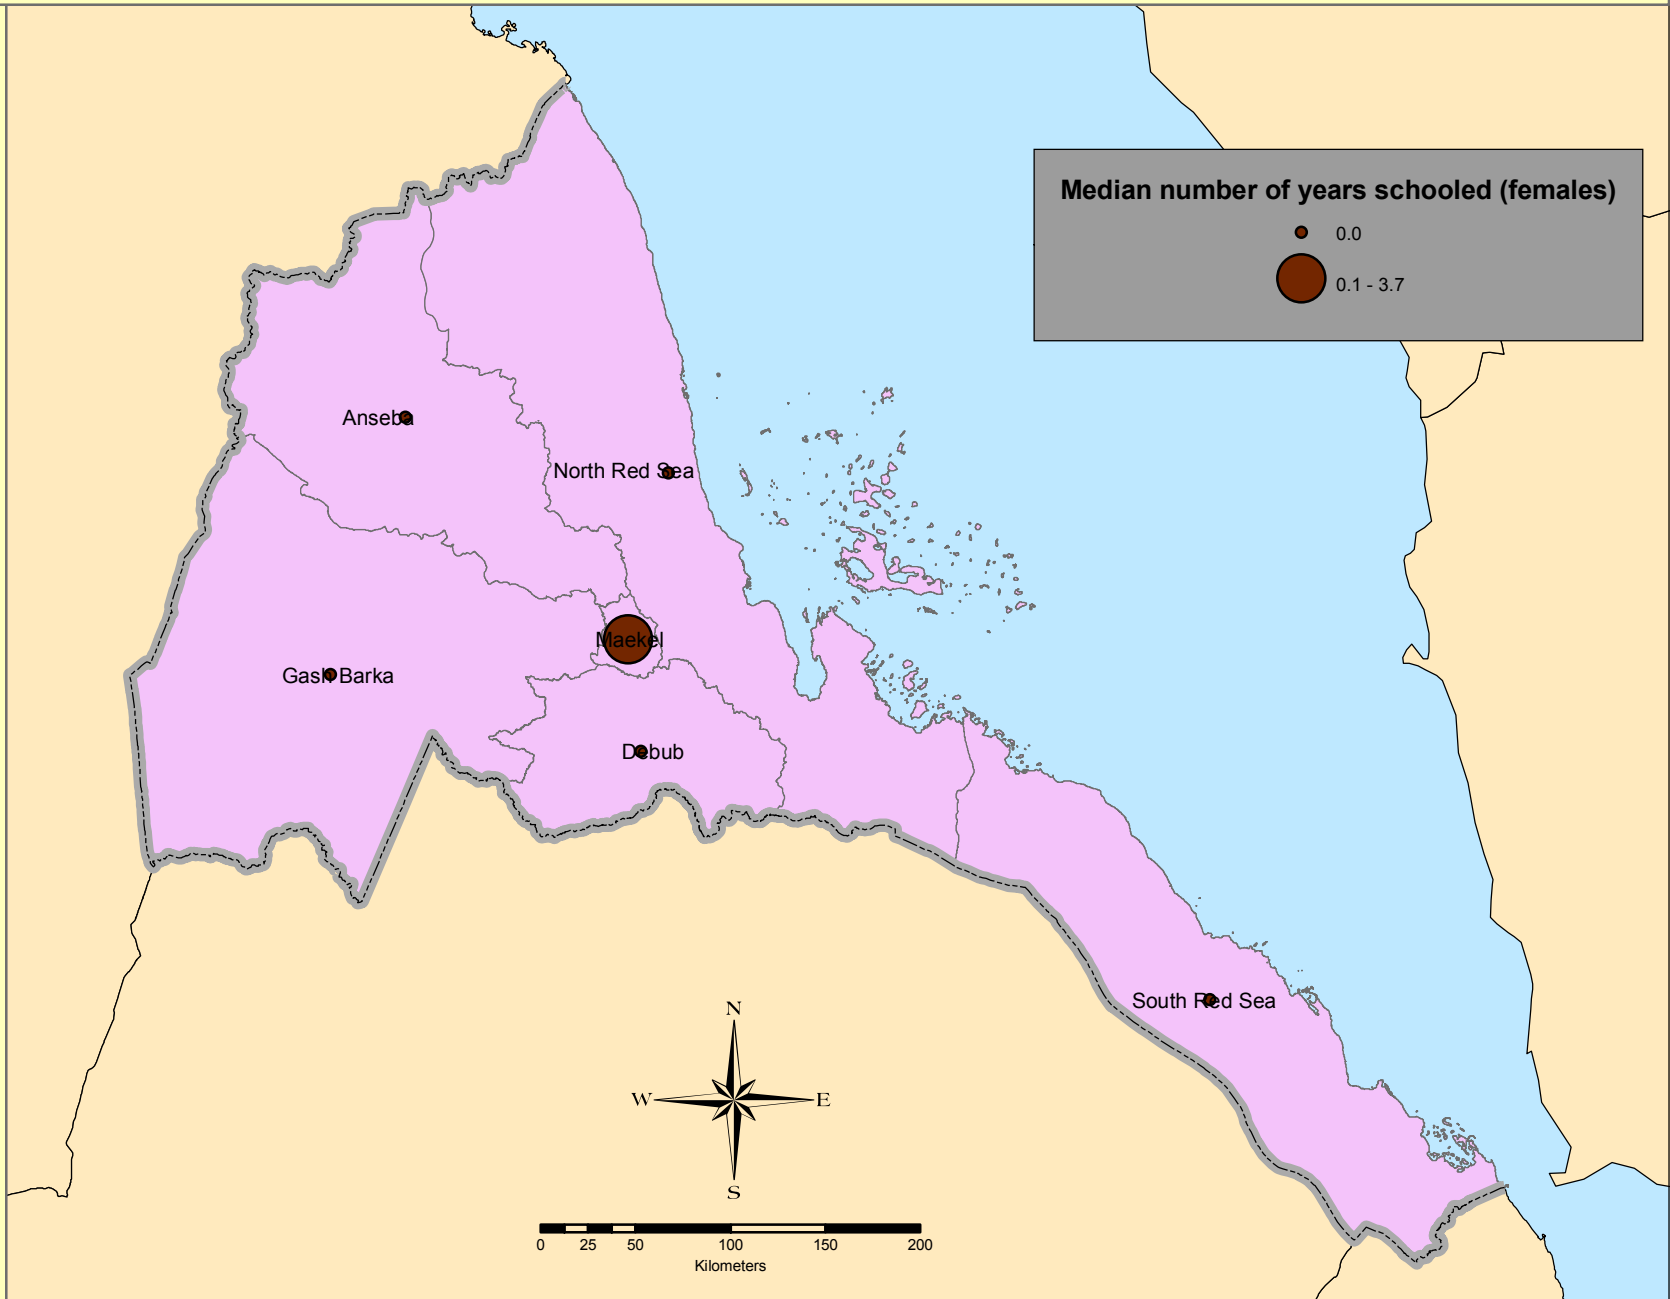 Median number of years schooled (females)
0.0
0.1 - 3.7
Anseba
North Red Sea
Maekel
Gash Barka
Debub
South Red Sea
N
W E
S
0 25 50 100 150 200
Kilometers